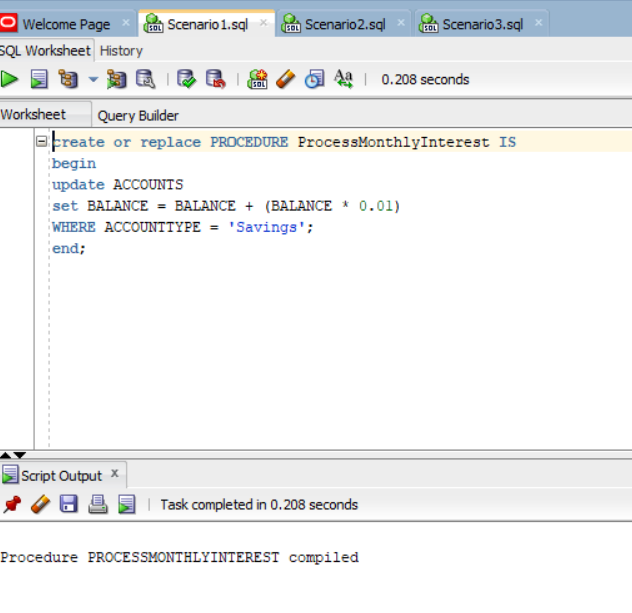 Welcome Page Scenario1.sql Scenario2.sql Scenario3.sql
SQL Worksheet History
0.208 seconds
Worksheet Query Builder
create or replace PROCEDURE ProcessMonthlyInterest IS
begin
update ACCOUNTS
set BALANCE = BALANCE + (BALANCE * 0.01)
WHERE ACCOUNTTYPE = 'Savings';
end;
Script Output
Task completed in 0.208 seconds
Procedure PROCESSMONTHLYINTEREST compiled